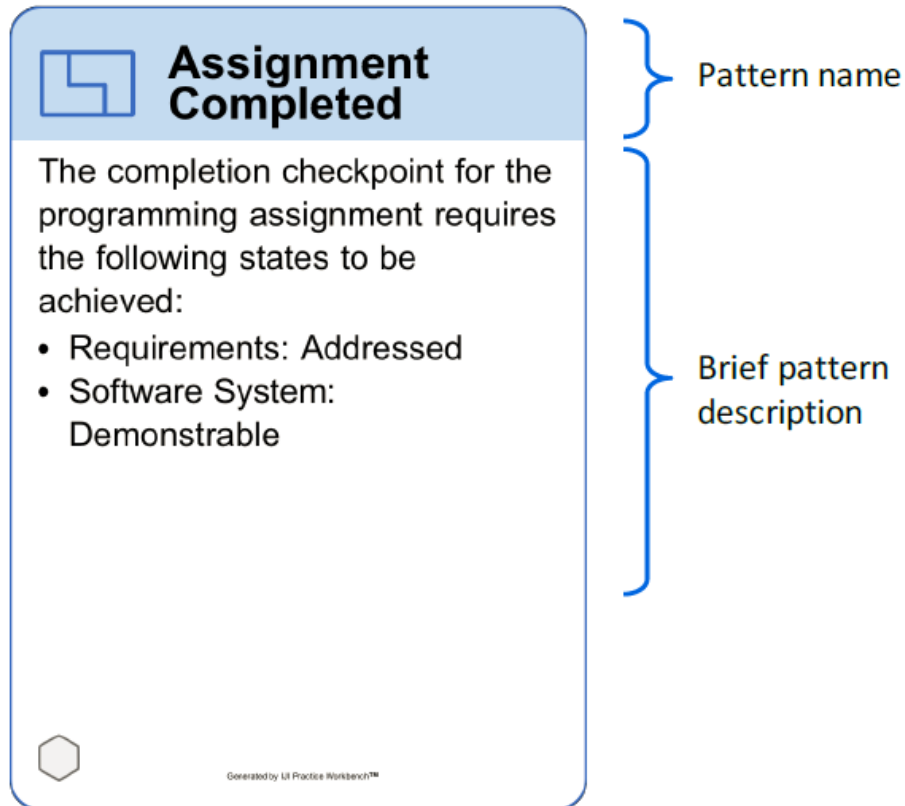 Assignment
Completed
Pattern name
The completion checkpoint for the
programming assignment requires
the following states to be
achieved:
• Requirements: Addressed
• Software System:
Demonstrable
Brief pattern
description
Generated by IJI Practice Workbench™